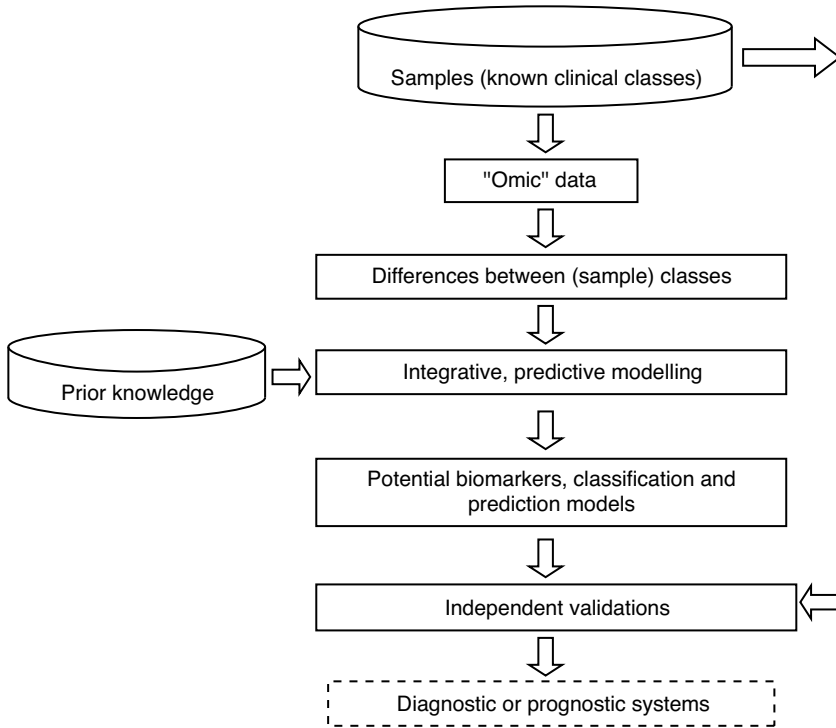 Samples (known clinical classes)
"Omic" data
Differences between (sample) classes
Prior knowledge
Integrative, predictive modelling
Potential biomarkers, classification and
prediction models
Independent validations
Diagnostic or prognostic systems